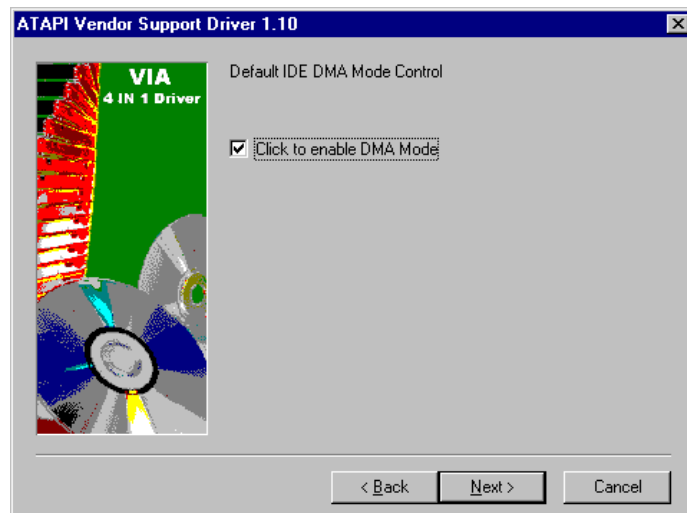 ATAPI Vendor Support Driver 1.10
VIA
4 IN 1 Driver
Default IDE DMA Mode Control
Click to enable DMA Mode
< Back
Next >
Cancel